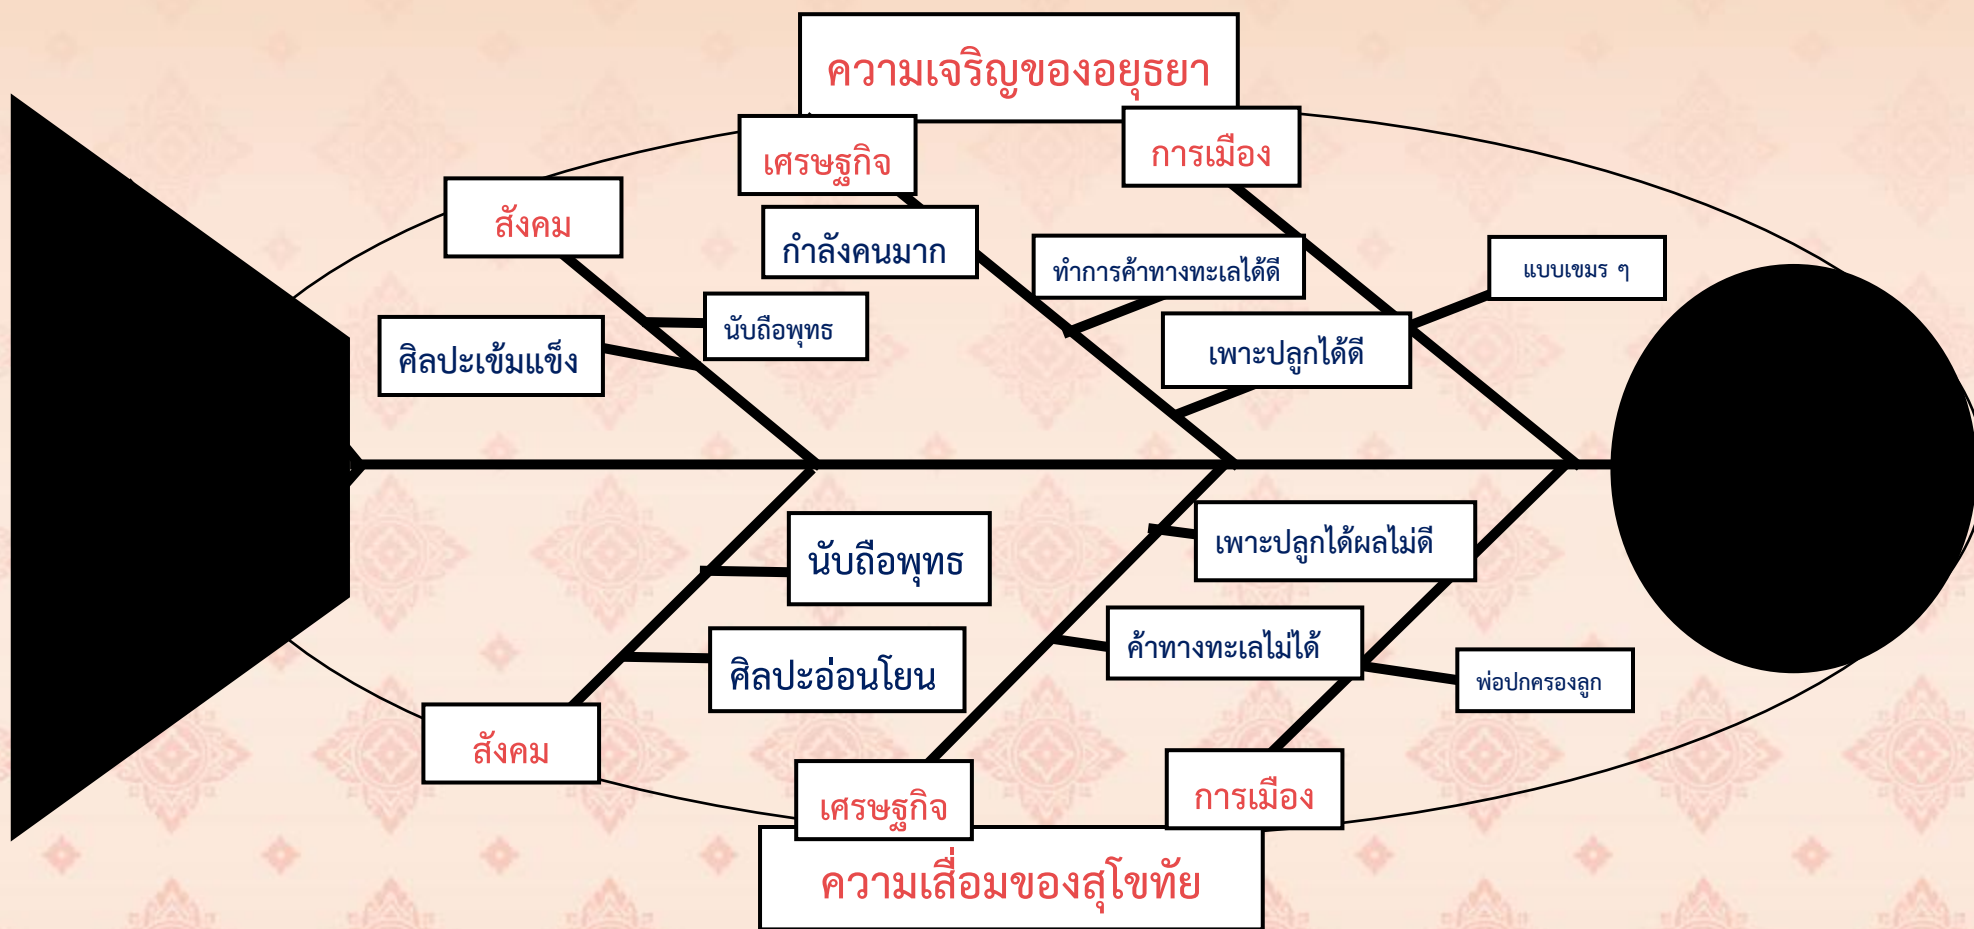 ความเจริญของอยุธยา
เศรษฐกิจ
การเมือง
สังคม
กำลังคนมาก
ทำการค้าทางทะเลได้ดี
แบบเขมร ๆ
นับถือพุทธ
ศิลปะเข้มแข็ง
เพาะปลูกได้ดี
นับถือพุทธ
เพาะปลูกได้ผลไม่ดี
ศิลปะอ่อนโยน
ค้าทางทะเลไม่ได้
พ่อปกครองลูก
สังคม
เศรษฐกิจ
การเมือง
ความเสื่อมของสุโขทัย